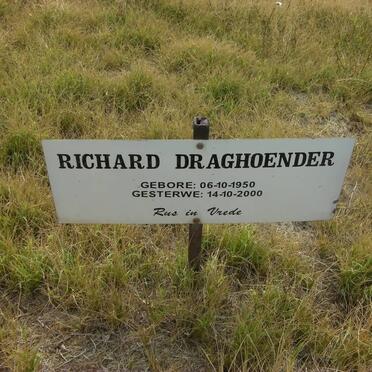 RICHARD DRAGHOENDER
GEBORE: 06-10-1950
GESTERWE: 14-10-2000
Rus in Vrede